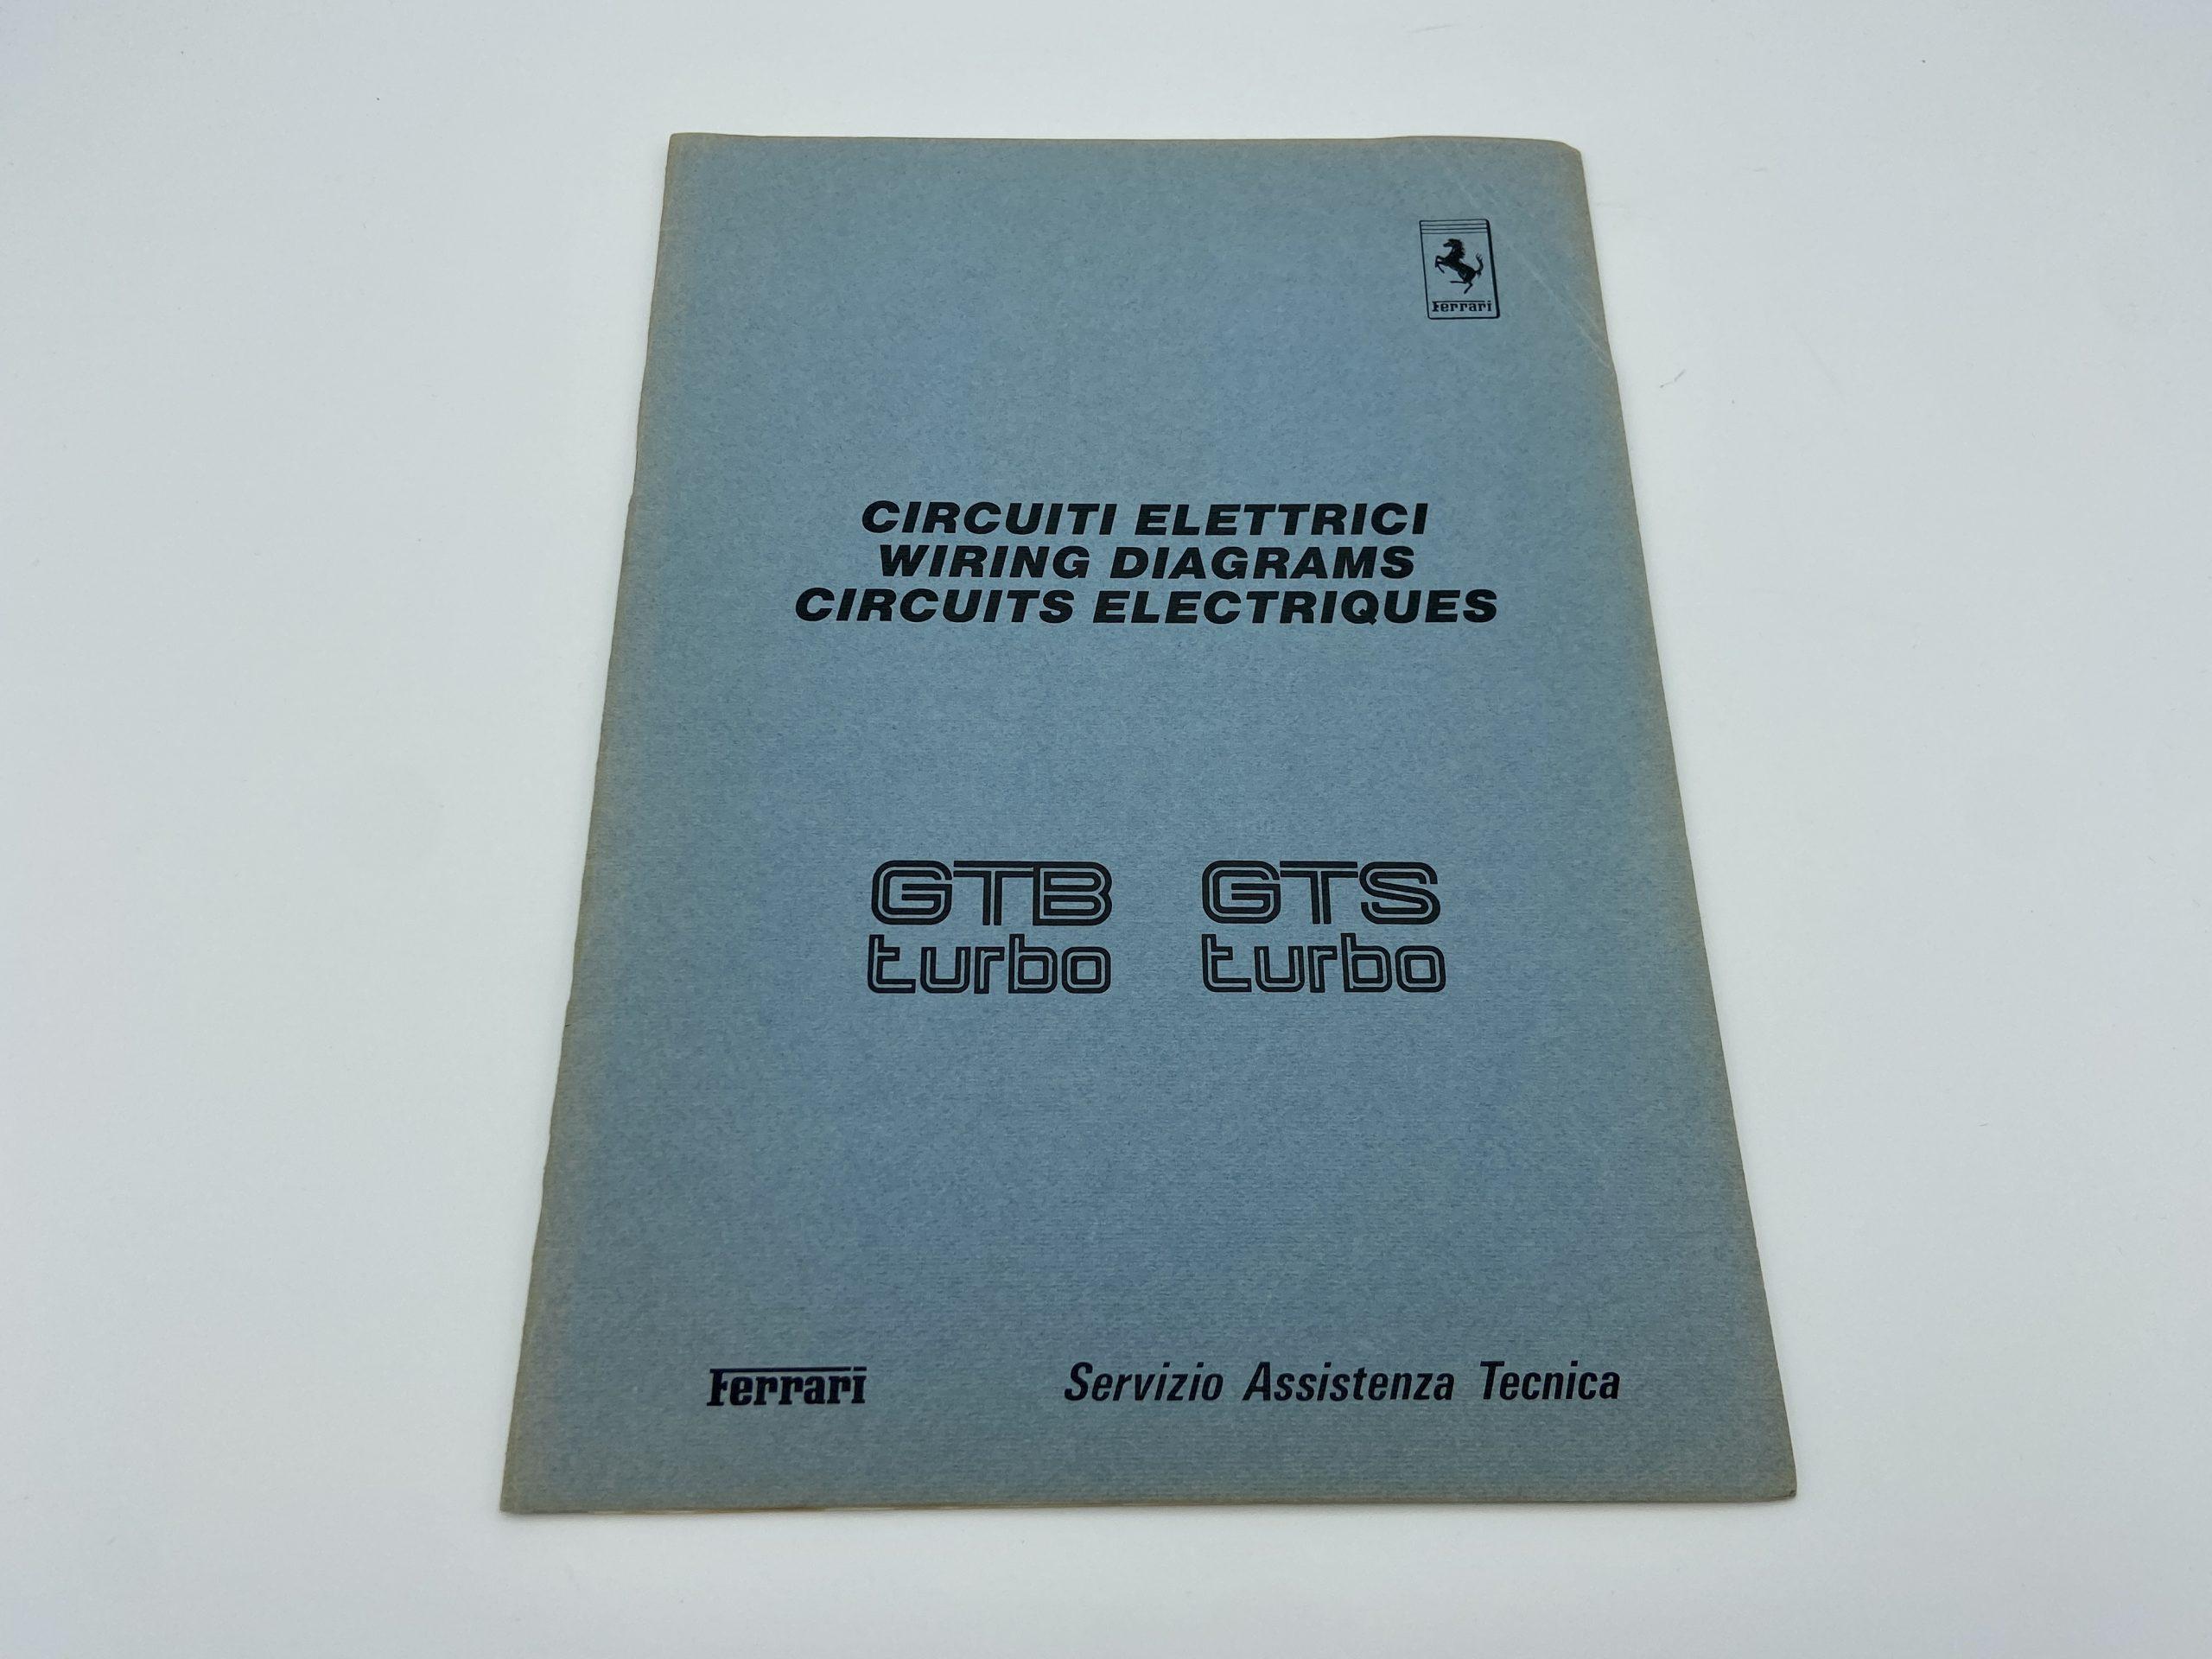 Ferrari
CIRCUITI ELETTRICI
WIRING DIAGRAMS
CIRCUITS ELECTRIQUES
GTB GTS
turbo turbo
Ferrari Servizio Assistenza Tecnica